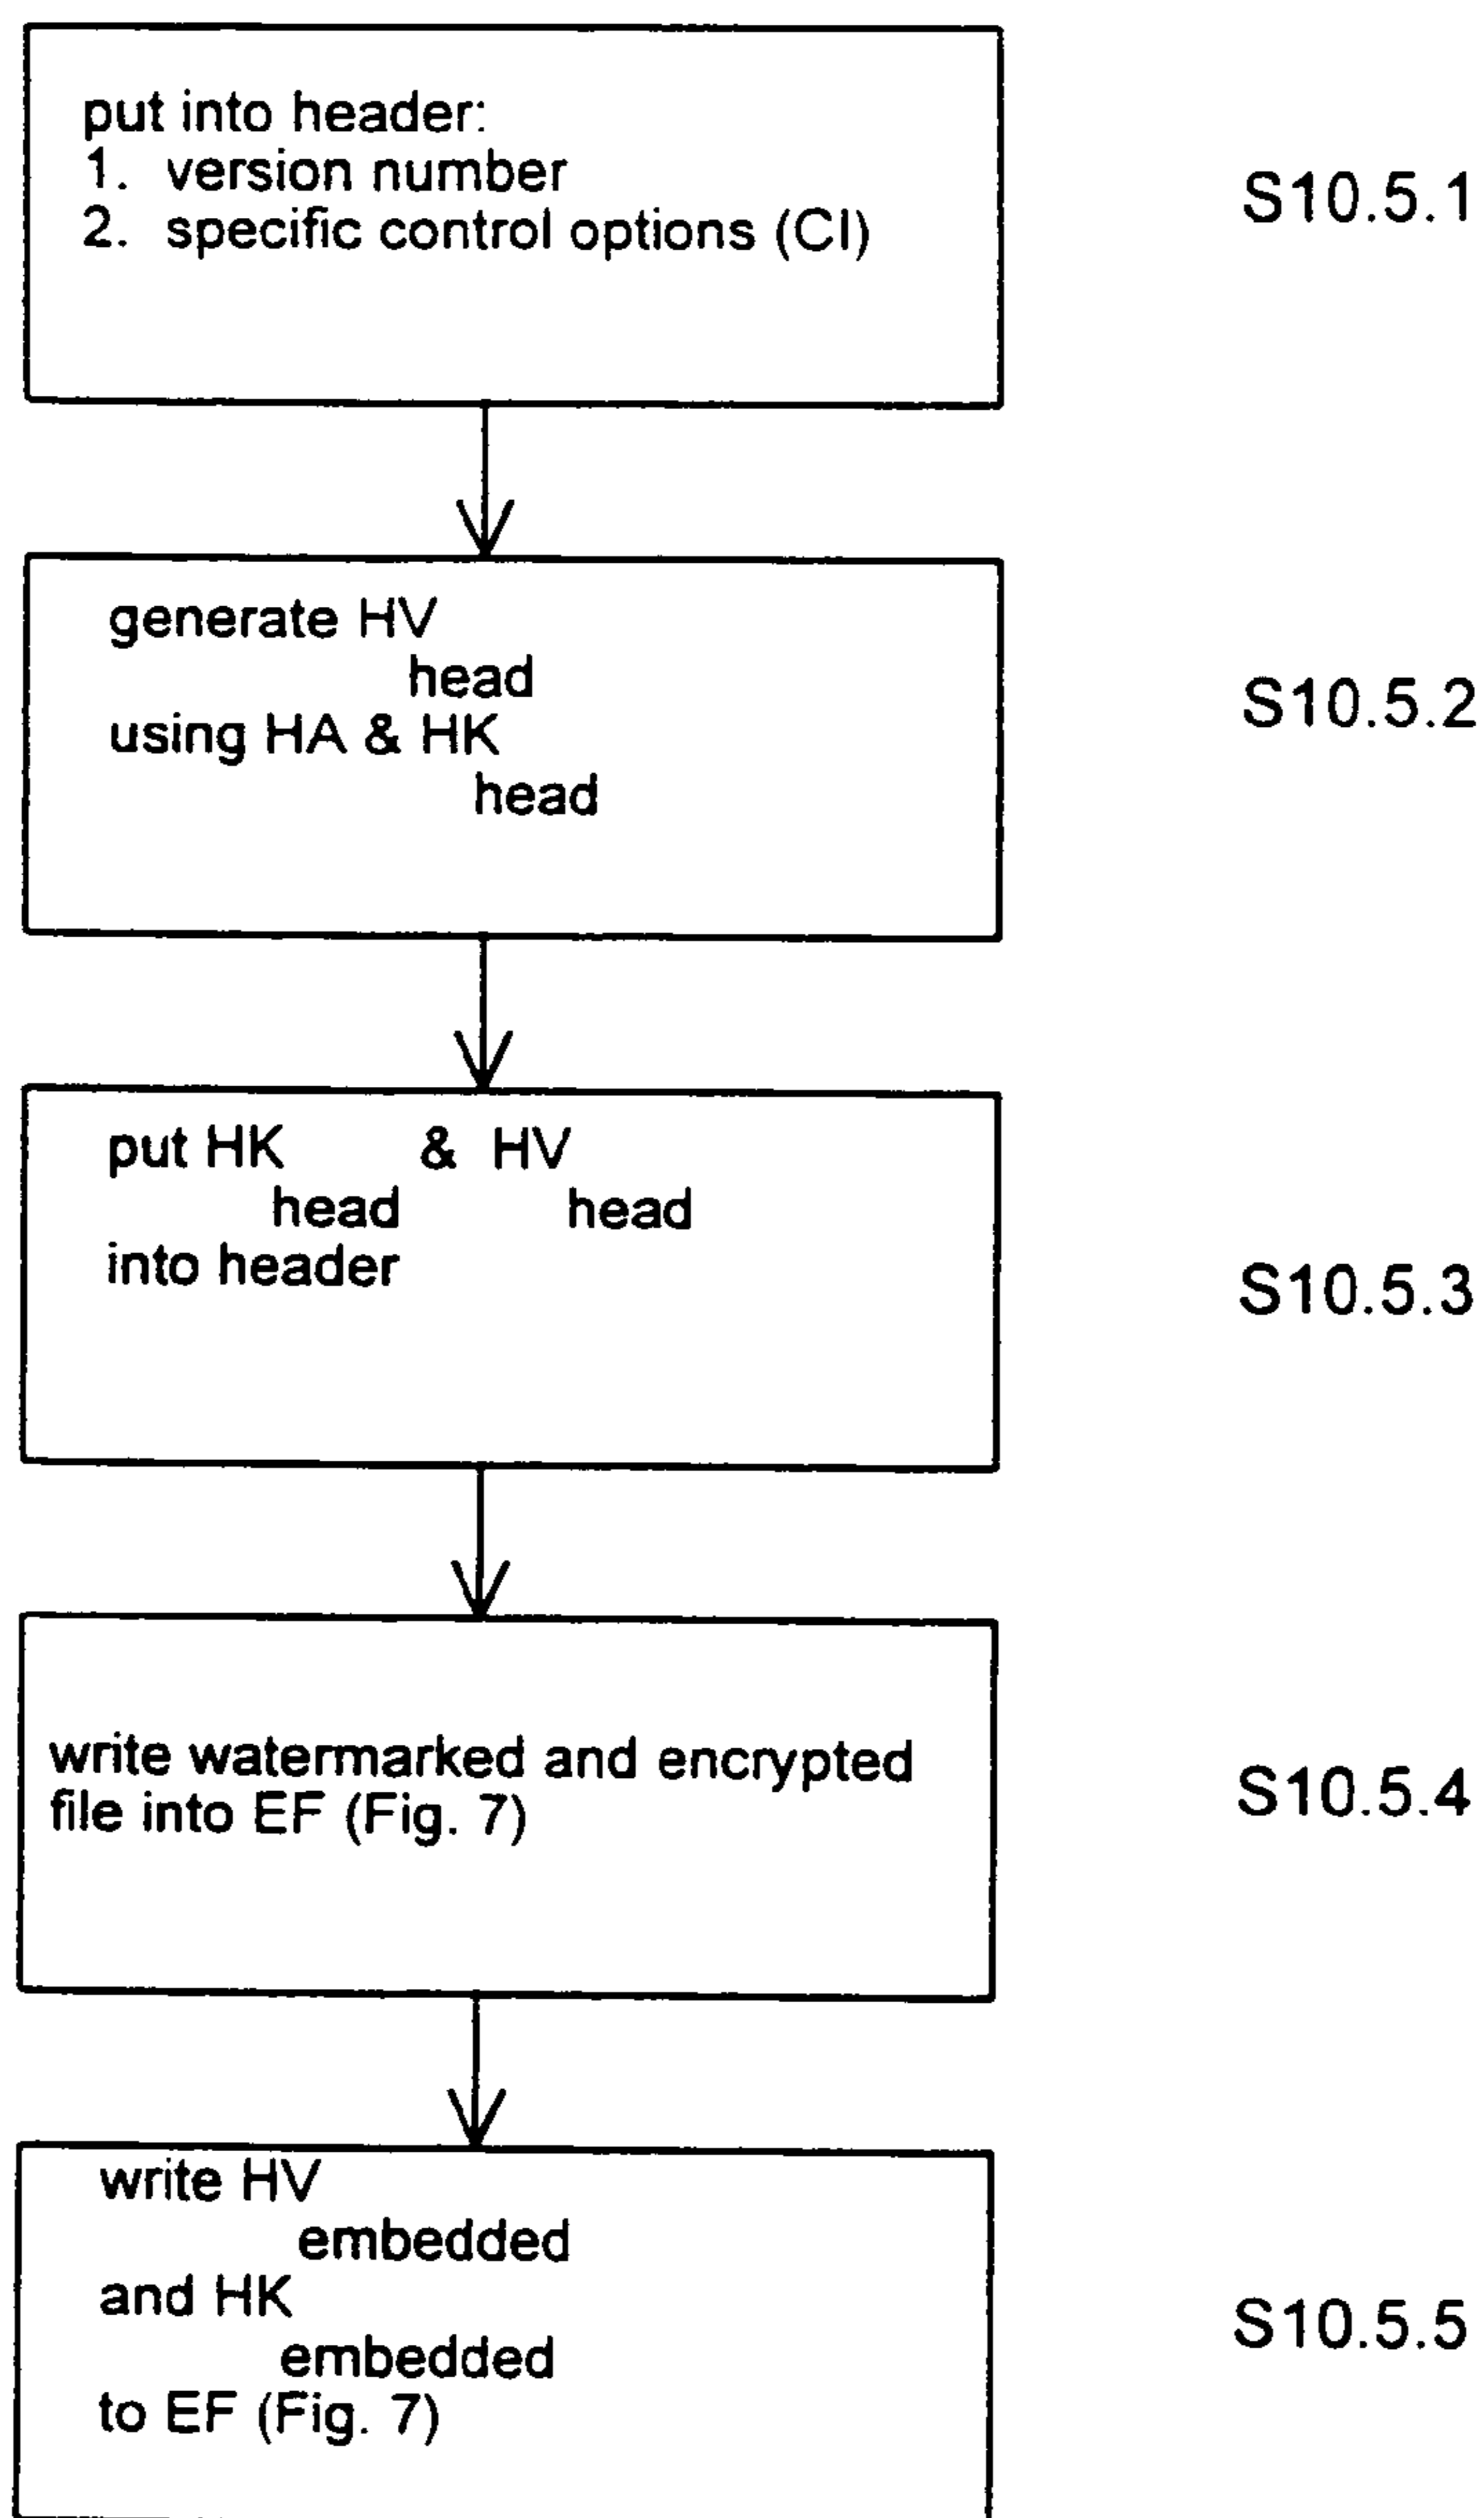 put into header:
1. version number
2. specific control options (CI)
S10.5.1
generate HV
head
using HA & HK
head
S10.5.2
put HK & HV
head head
into header
S10.5.3
write watermarked and encrypted
file into EF (Fig. 7)
S10.5.4
write HV
embedded
and HK
embedded
to EF (Fig. 7)
S10.5.5